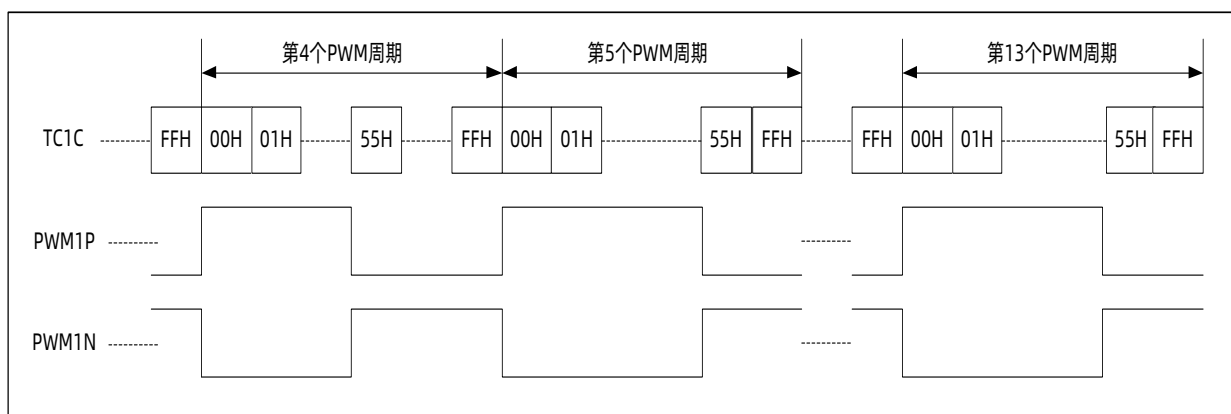 第4个PWM周期 第5个PWM周期 第13个PWM周期
TC1C FFH 00H 01H 55H FFH 00H 01H 55H FFH FFH 00H 01H 55H FFH
PWM1P
PWM1N